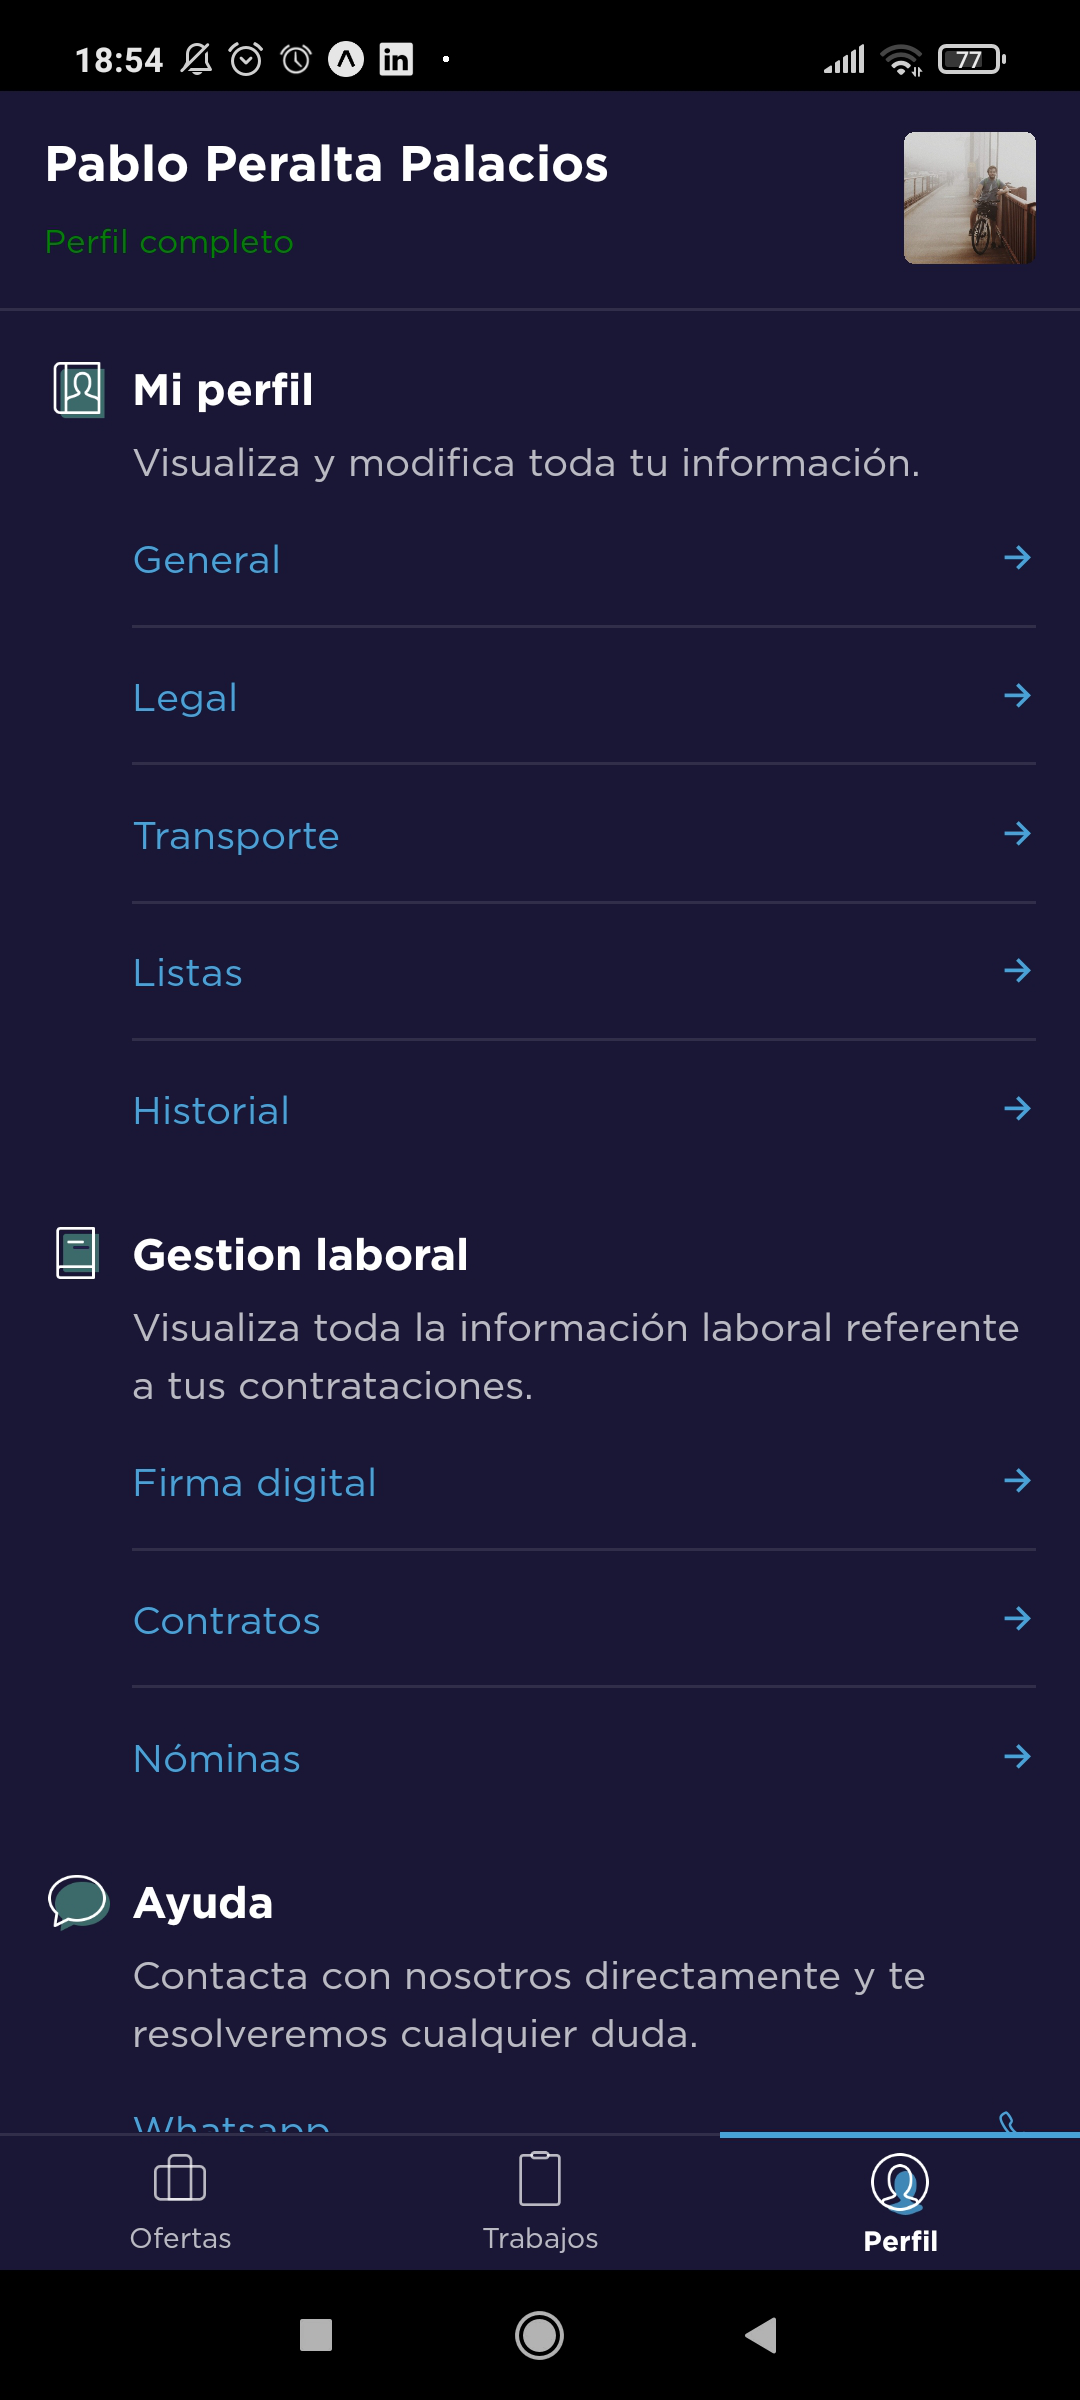 18:54
77
Pablo Peralta Palacios
Perfil completo
Mi perfil
Visualiza y modifica toda tu información.
General
Legal
Transporte
Listas
Historial
Gestion laboral
Visualiza toda la información laboral referente
a tus contrataciones.
Firma digital
Contratos
Nóminas
Ayuda
Contacta con nosotros directamente y te
resolveremos cualquier duda.
Whatsapp
Ofertas
Trabajos
Perfil